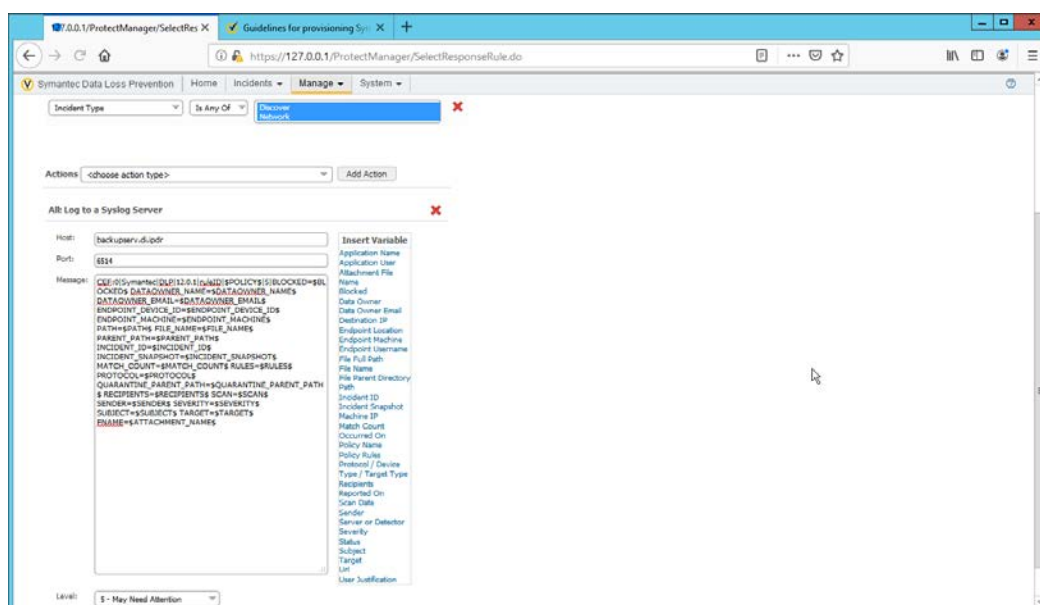 127.0.0.1/ProtectManager/SelectRes X
Guidelines for provisioning Sy X
https://127.0.0.1/ProtectManager/SelectResponseRule.do
Symantec Data Loss Prevention Home Incidents Manage System
Incident Type Is Any Of Discover
Network
Actions <choose action type> Add Action
All: Log to a Syslog Server
Host: backupserv.di.ipdr
Port: 6514
Message:
CEF:0|Symantec|DLP|12.0.1|ruleID|$POLICY$|5|BLOCKED=$BL
OCKED$ DATAOWNER_NAME=$DATAOWNER_NAME$
DATAOWNER_EMAIL=$DATAOWNER_EMAIL$
ENDPOINT_DEVICE_ID=$ENDPOINT_DEVICE_ID$
ENDPOINT_MACHINE=$ENDPOINT_MACHINE$
PATH=$PATH$ FILE_NAME=$FILE_NAME$
PARENT_PATH=$PARENT_PATH$
INCIDENT_ID=$INCIDENT_ID$
INCIDENT_SNAPSHOT=$INCIDENT_SNAPSHOT$
MATCH_COUNT=$MATCH_COUNT$ RULES=$RULES$
PROTOCOL=$PROTOCOL$
QUARANTINE_PARENT_PATH=$QUARANTINE_PARENT_PATH
$ RECIPIENTS=$RECIPIENTS$ SCAN=$SCAN$
SENDER=$SENDER$ SEVERITY=$SEVERITY$
SUBJECT=$SUBJECT$ TARGET=$TARGET$
FNAME=$ATTACHMENT_NAME$
Insert Variable
Application Name
Application User
Attachment File
Name
Blocked
Data Owner
Data Owner Email
Destination IP
Endpoint Location
Endpoint Machine
Endpoint Username
File Full Path
File Name
File Parent Directory
Path
Incident ID
Incident Snapshot
Machine IP
Match Count
Occurred On
Policy Name
Policy Rules
Protocol / Device
Type / Target Type
Recipients
Reported On
Scan Date
Sender
Server or Detector
Severity
Status
Subject
Target
Url
User Justification
Level: 5 - May Need Attention